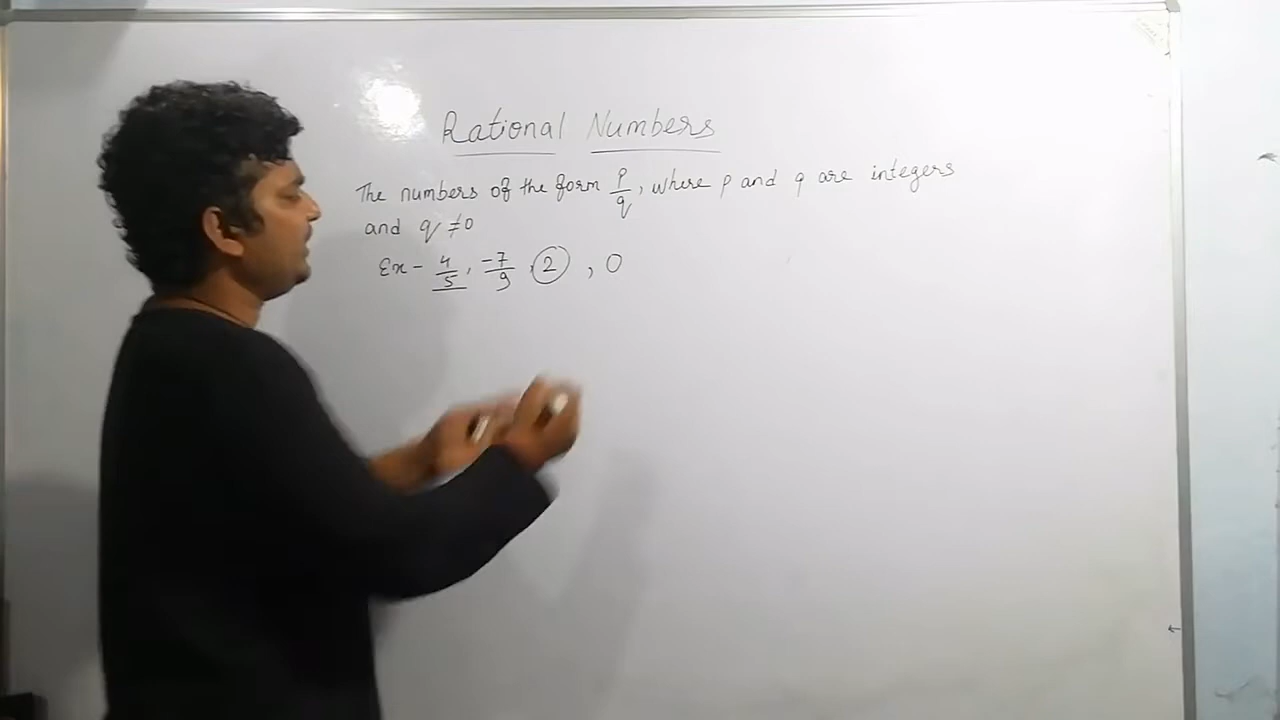 Rational Numbers
The numbers of the form p/q, where p and q are integers
and q ≠ 0
Ex - 4/5, -7/9, 2, 0